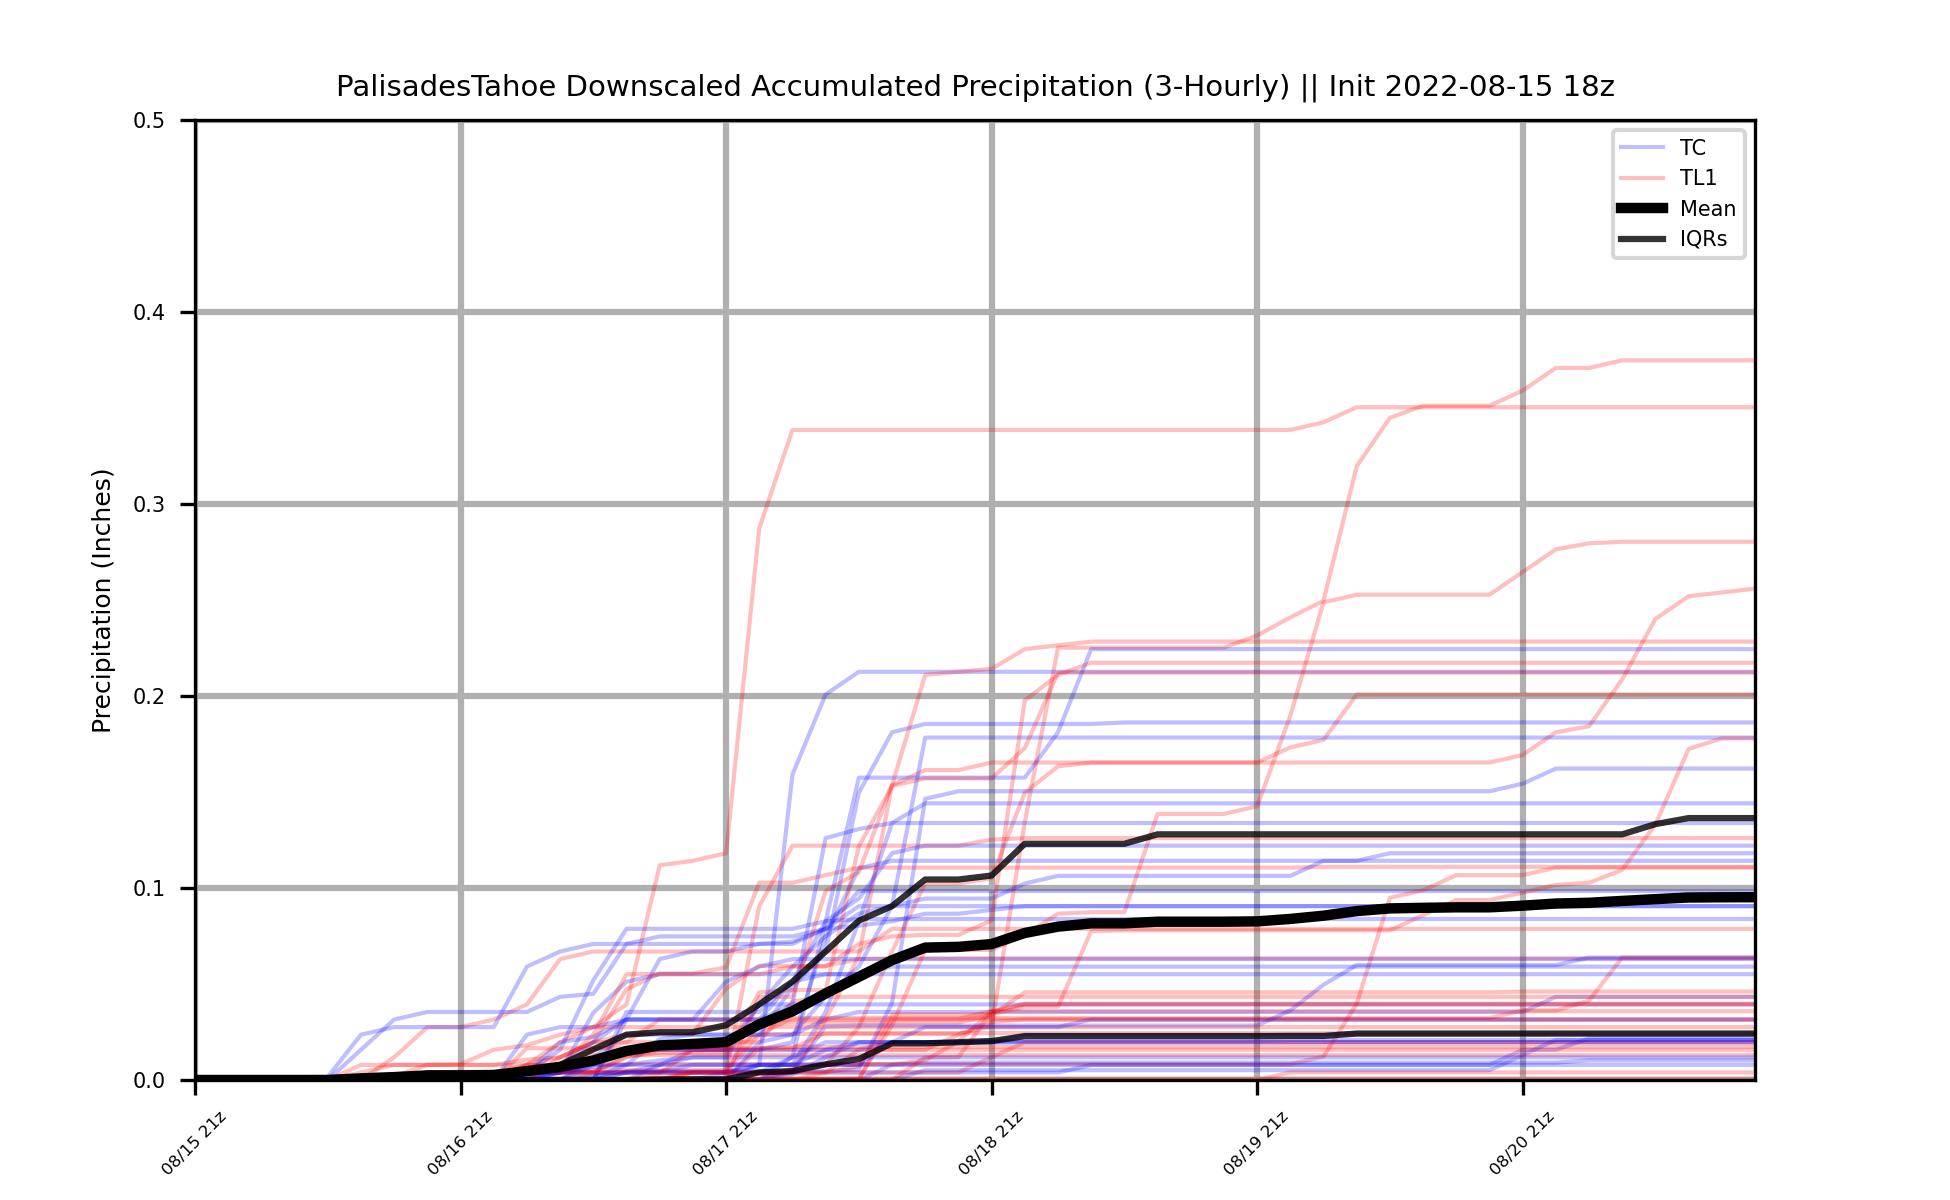 PalisadesTahoe Downscaled Accumulated Precipitation (3-Hourly) || Init 2022-08-15 18z
TC
TL1
Mean
IQRs
Precipitation (Inches)
0.5
0.4
0.3
0.2
0.1
0.0
08/15 21z
08/16 21z
08/17 21z
08/18 21z
08/19 21z
08/20 21z